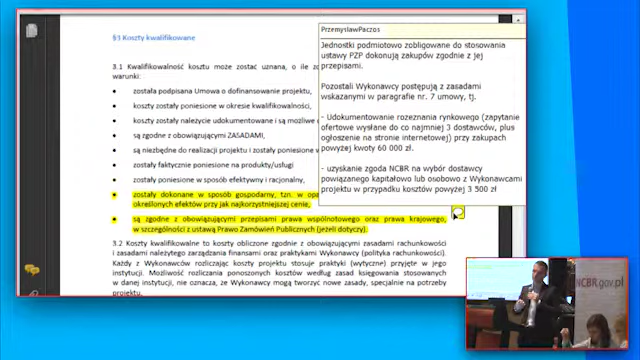 §3 Koszty kwalifikowane
3.1 Kwalifikowalność kosztu może zostać uznana, o ile
warunki:
• została podpisana Umowa o dofinansowanie projektu,
• koszty zostały poniesione w okresie kwalifikowalności,
• koszty zostały należycie udokumentowane i są możliwe
• są zgodne z obowiązującymi ZASADAMI,
• są niezbędne do realizacji projektu i zostały poniesione
• zostały faktycznie poniesione na produkty/usługi
• zostały poniesione w sposób efektywny i racjonalny,
• zostały dokonane w sposób gospodarny, tzn. w
określonych efektów przy jak najkorzystniejszej cenie,
• są zgodne z obowiązującymi przepisami prawa wspólnotowego oraz prawa krajowego,
w szczególności z ustawą Prawo Zamówień Publicznych (jeżeli dotyczy).
3.2 Koszty kwalifikowane to koszty obliczone zgodnie z obowiązującymi zasadami rachunkowości
i zasadami należytego zarządzania finansami oraz praktykami Wykonawcy (polityka rachunkowości).
Każdy z Wykonawców rozliczając koszty projektu stosuje praktyki (wytyczne) przyjęte w jego
instytucji. Możliwość rozliczania ponoszonych kosztów według zasad księgowania stosowanych
w danej instytucji, nie oznacza, że Wykonawcy mogą tworzyć nowe zasady, specjalnie na potrzeby
projektu.
PrzemysławPaczos
Jednostki podmiotowo zobligowane do stosowania
ustawy PZP dokonują zakupów zgodnie z jej
przepisami.
Pozostali Wykonawcy postępują z zasadami
wskazanymi w paragrafie nr. 7 umowy, tj.
- Udokumentowanie rozeznania rynkowego (zapytanie
ofertowe wysłano do co najmniej 3 dostawców, plus
ogłoszenie na stronie internetowej) przy zakupach
powyżej kwoty 60 000 zł.
- uzyskanie zgoda NCBR na wybór dostawcy
powiązanego kapitałowo lub osobowo z Wykonawcami
projektu w przypadku kosztów powyżej 3 500 zł
NCBR.gov.pl